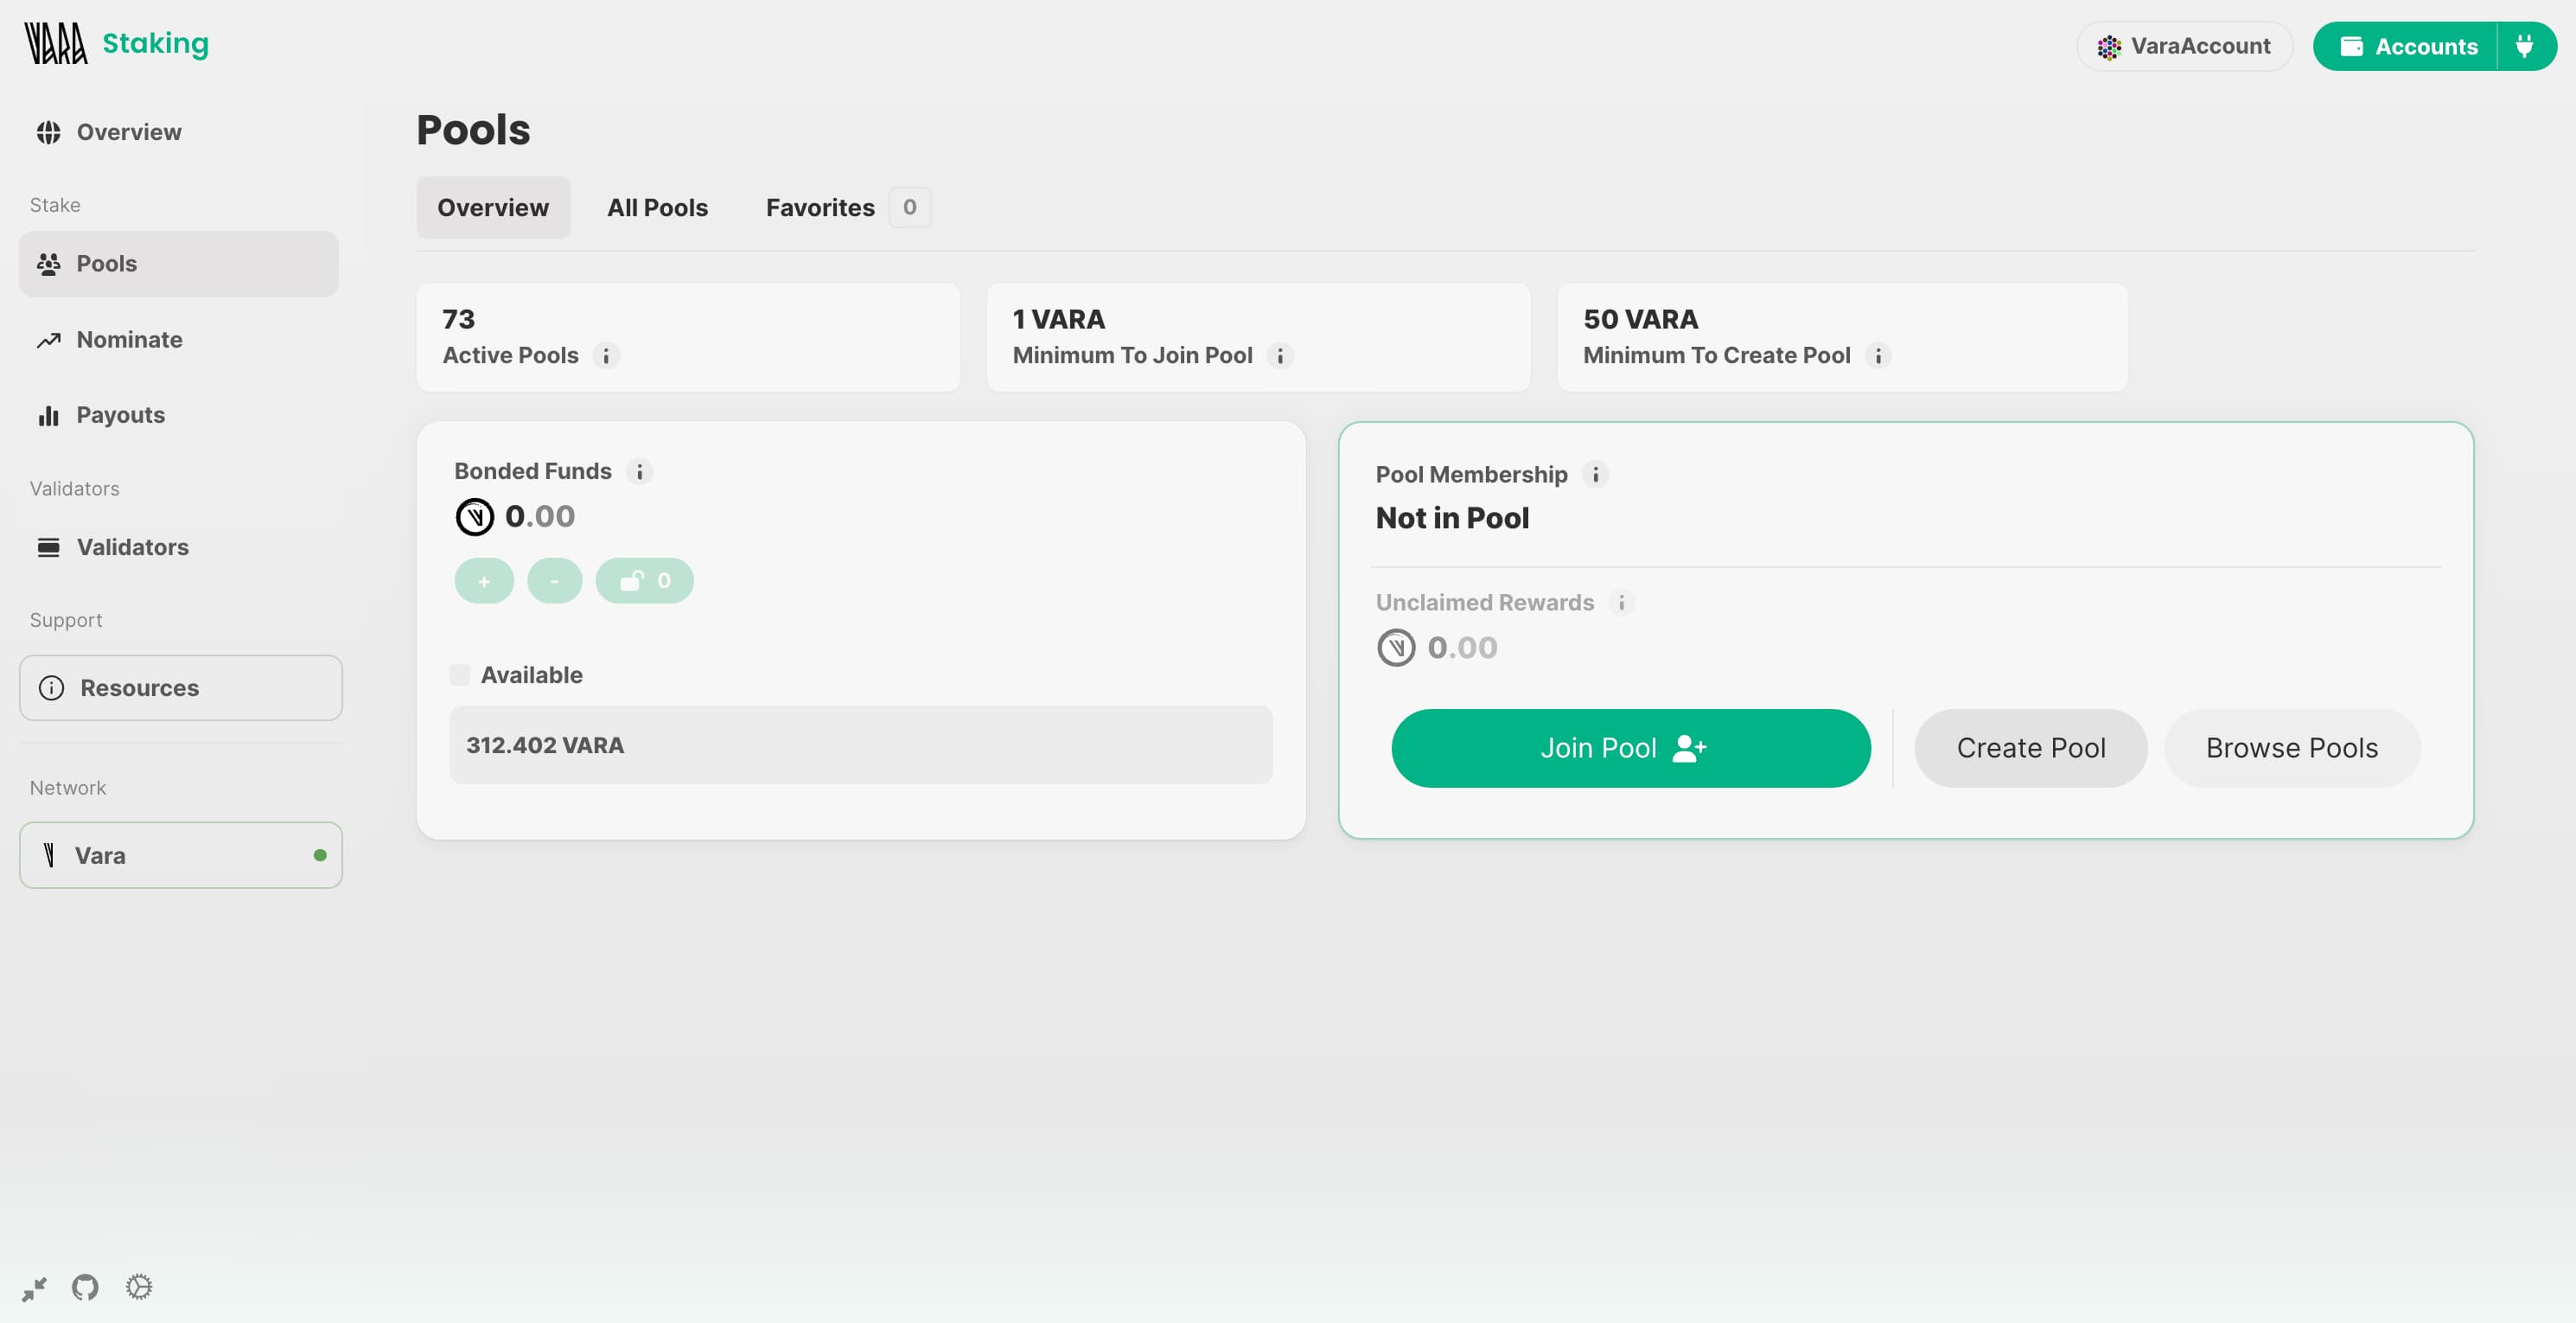 VARA Staking
VaraAccount
Accounts
Overview
Stake
Pools
Nominate
Payouts
Validators
Validators
Support
Resources
Network
Vara
Pools
Overview
All Pools
Favorites 0
73
Active Pools
1 VARA
Minimum To Join Pool
50 VARA
Minimum To Create Pool
Bonded Funds
0.00
+ - 0
Available
312.402 VARA
Pool Membership
Not in Pool
Unclaimed Rewards
0.00
Join Pool
Create Pool
Browse Pools